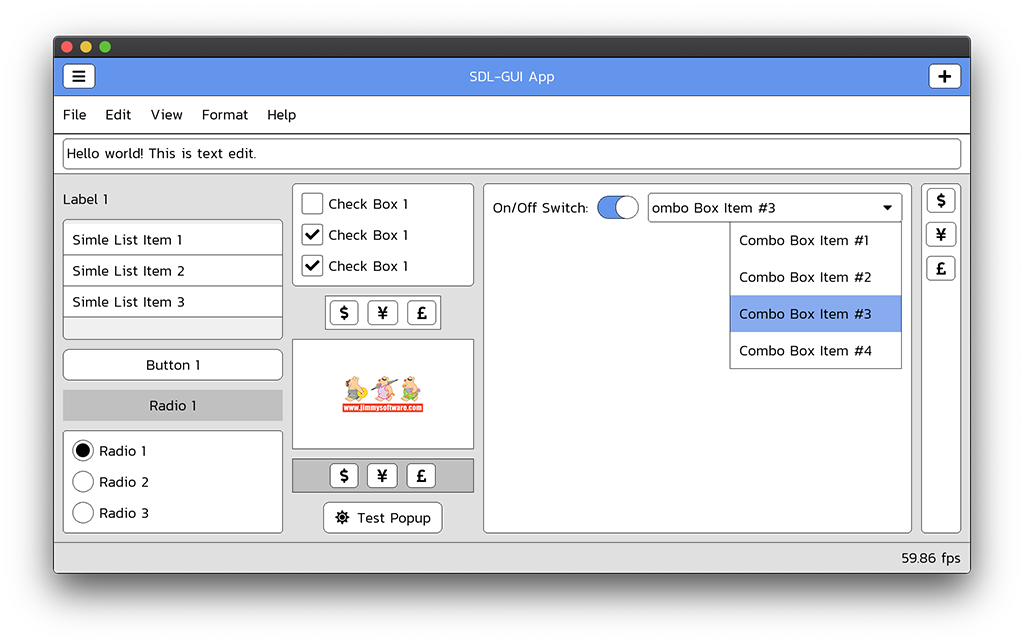 SDL-GUI App
File Edit View Format Help
Hello world! This is text edit.
Label 1
Simle List Item 1
Simle List Item 2
Simle List Item 3
Button 1
Radio 1
Radio 1
Radio 2
Radio 3
Check Box 1
Check Box 1
Check Box 1
$ ¥ £
www.jimmysoftware.com
$ ¥ £
Test Popup
On/Off Switch:
ombo Box Item #3
Combo Box Item #1
Combo Box Item #2
Combo Box Item #3
Combo Box Item #4
$
¥
£
59.86 fps